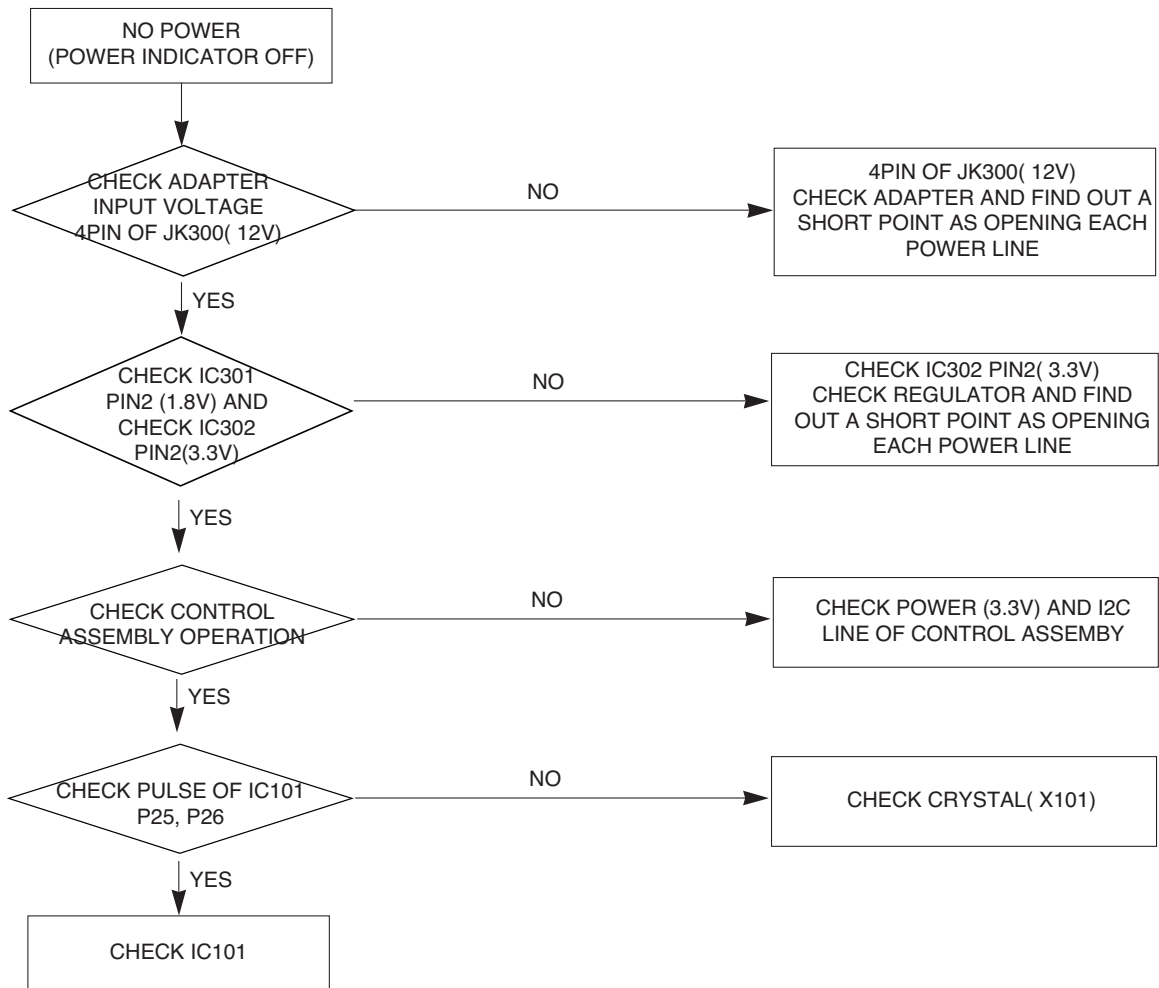 NO POWER
(POWER INDICATOR OFF)
CHECK ADAPTER
INPUT VOLTAGE
4PIN OF JK300( 12V)
NO
4PIN OF JK300( 12V)
CHECK ADAPTER AND FIND OUT A
SHORT POINT AS OPENING EACH
POWER LINE
YES
CHECK IC301
PIN2 (1.8V) AND
CHECK IC302
PIN2(3.3V)
NO
CHECK IC302 PIN2( 3.3V)
CHECK REGULATOR AND FIND
OUT A SHORT POINT AS OPENING
EACH POWER LINE
YES
CHECK CONTROL
ASSEMBLY OPERATION
NO
CHECK POWER (3.3V) AND I2C
LINE OF CONTROL ASSEMBY
YES
CHECK PULSE OF IC101
P25, P26
NO
CHECK CRYSTAL( X101)
YES
CHECK IC101